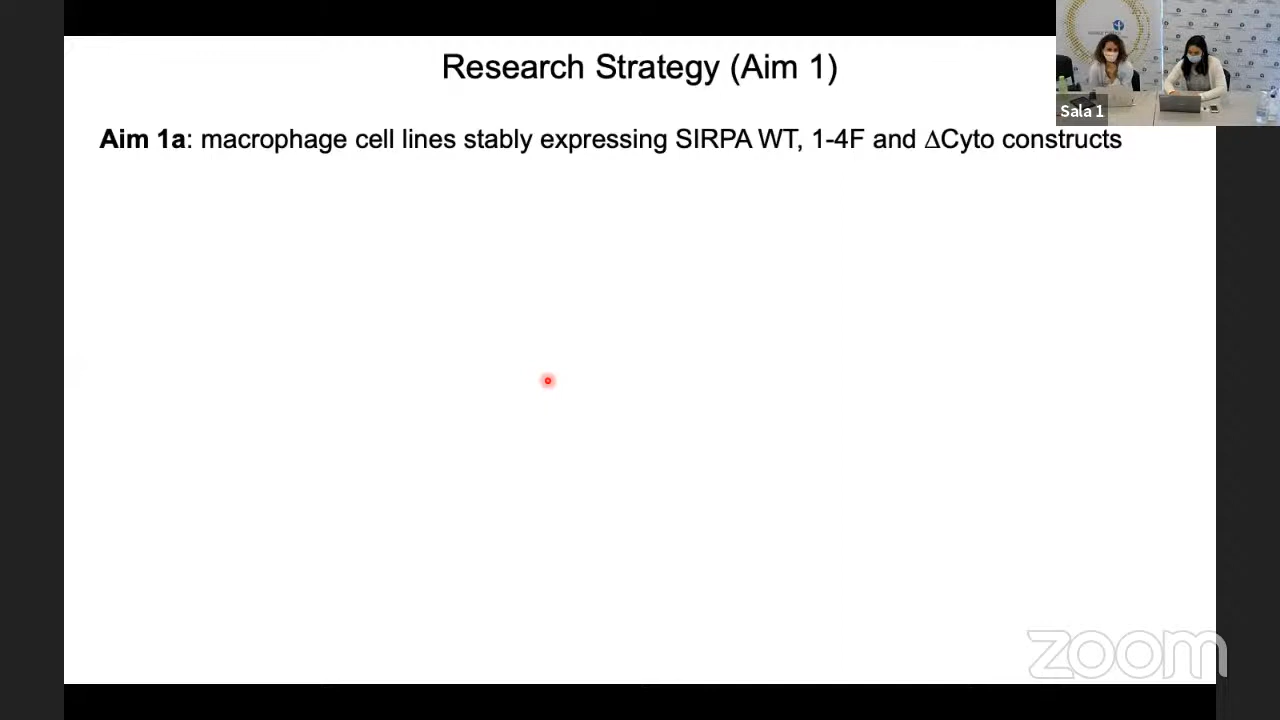 Research Strategy (Aim 1)
Sala 1
Aim 1a: macrophage cell lines stably expressing SIRPA WT, 1-4F and ΔCyto constructs
zoom